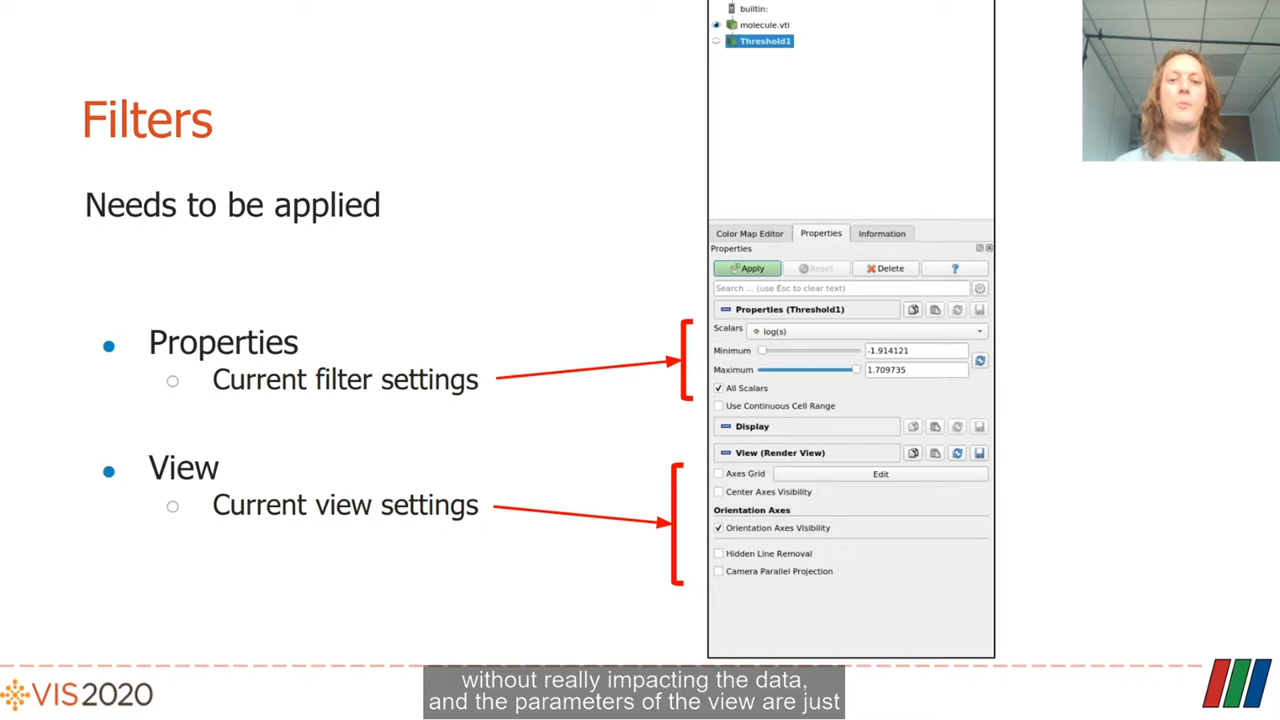 Filters
Needs to be applied
Properties
Current filter settings
View
Current view settings
builtin:
molecule.vti
Threshold1
Color Map Editor
Properties
Information
Properties
Apply
Reset
Delete
?
Search ... (use Esc to clear text)
Properties (Threshold1)
Scalars
log(s)
Minimum
-1.914121
Maximum
1.709735
All Scalars
Use Continuous Cell Range
Display
View (Render View)
Axes Grid
Edit
Center Axes Visibility
Orientation Axes
Orientation Axes Visibility
Hidden Line Removal
Camera Parallel Projection
VIS2020
without really impacting the data,
and the parameters of the view are just